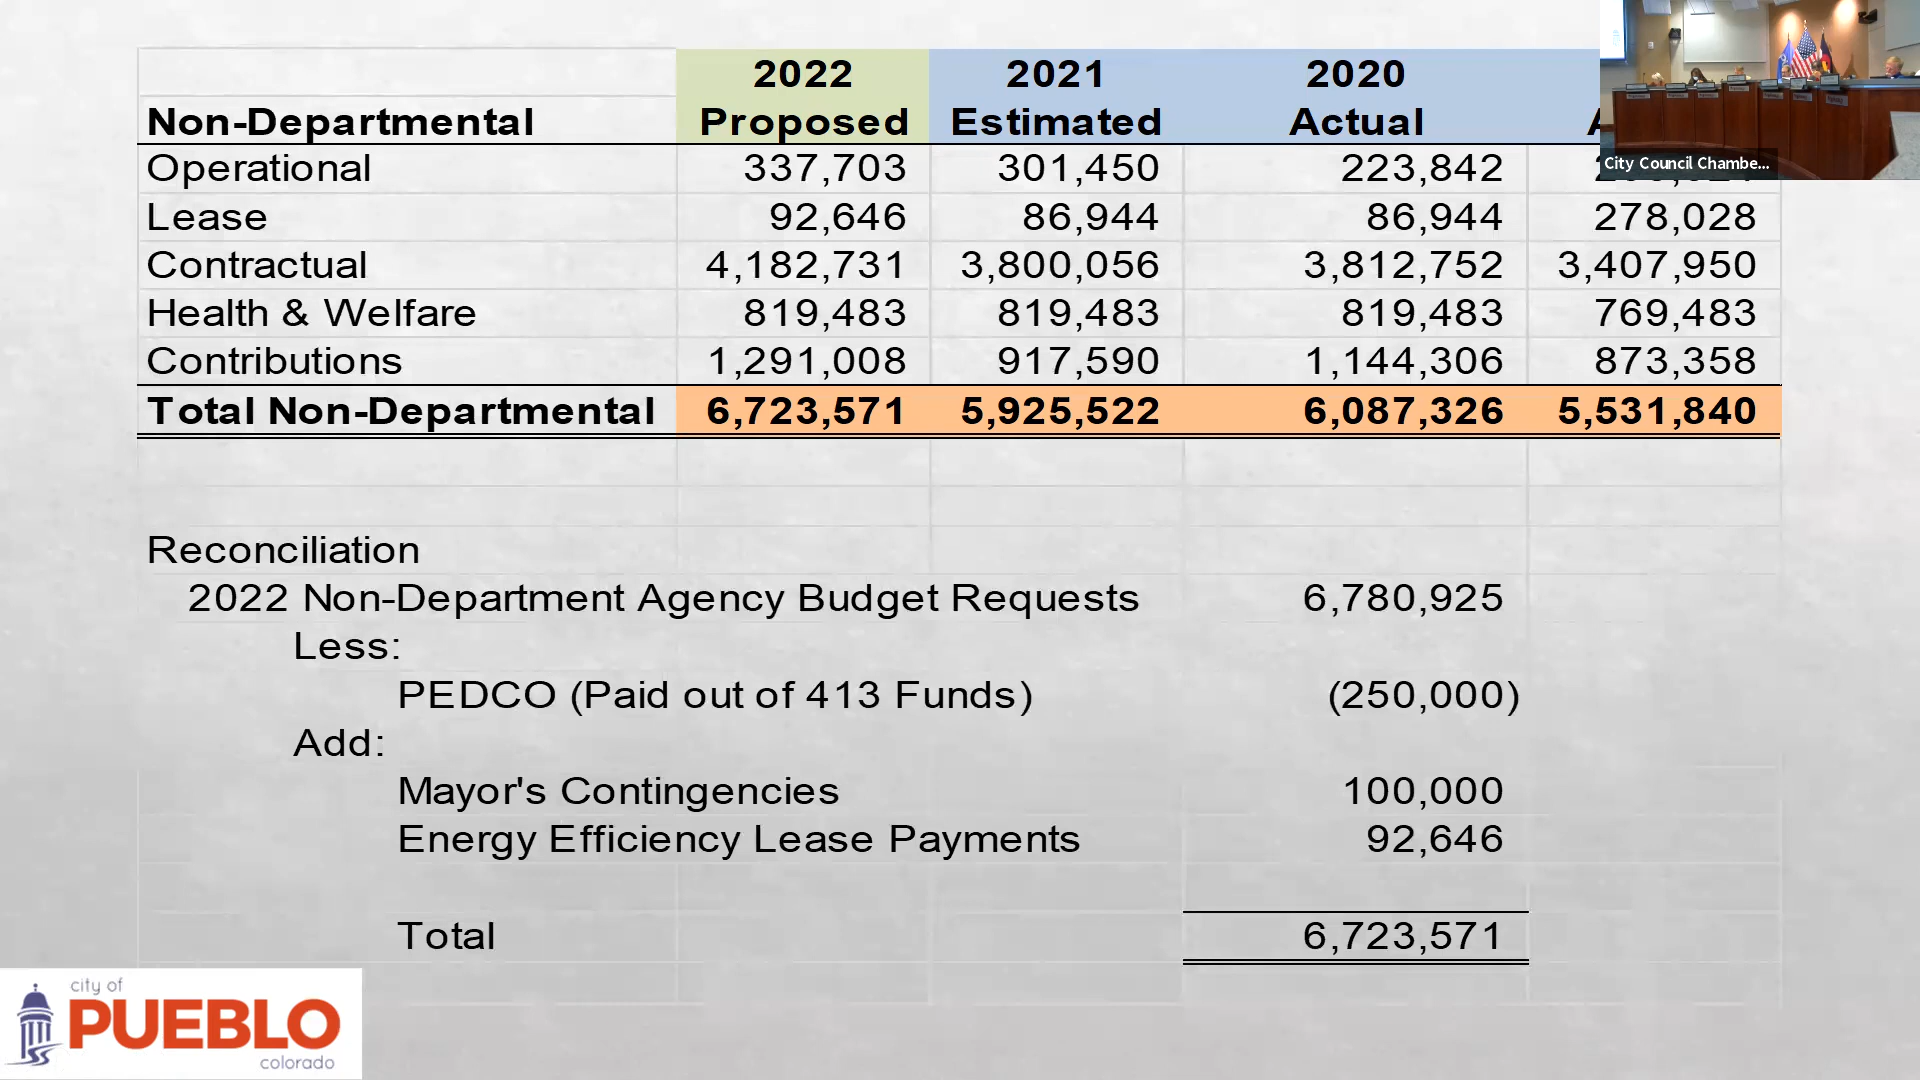 2022 2021 2020
Non-Departmental Proposed Estimated Actual
Operational 337,703 301,450 223,842
Lease 92,646 86,944 86,944 278,028
Contractual 4,182,731 3,800,056 3,812,752 3,407,950
Health & Welfare 819,483 819,483 819,483 769,483
Contributions 1,291,008 917,590 1,144,306 873,358
Total Non-Departmental 6,723,571 5,925,522 6,087,326 5,531,840
Reconciliation
2022 Non-Department Agency Budget Requests 6,780,925
Less:
PEDCO (Paid out of 413 Funds) (250,000)
Add:
Mayor's Contingencies 100,000
Energy Efficiency Lease Payments 92,646
Total 6,723,571
City Council Chambe...
city of
PUEBLO
colorado